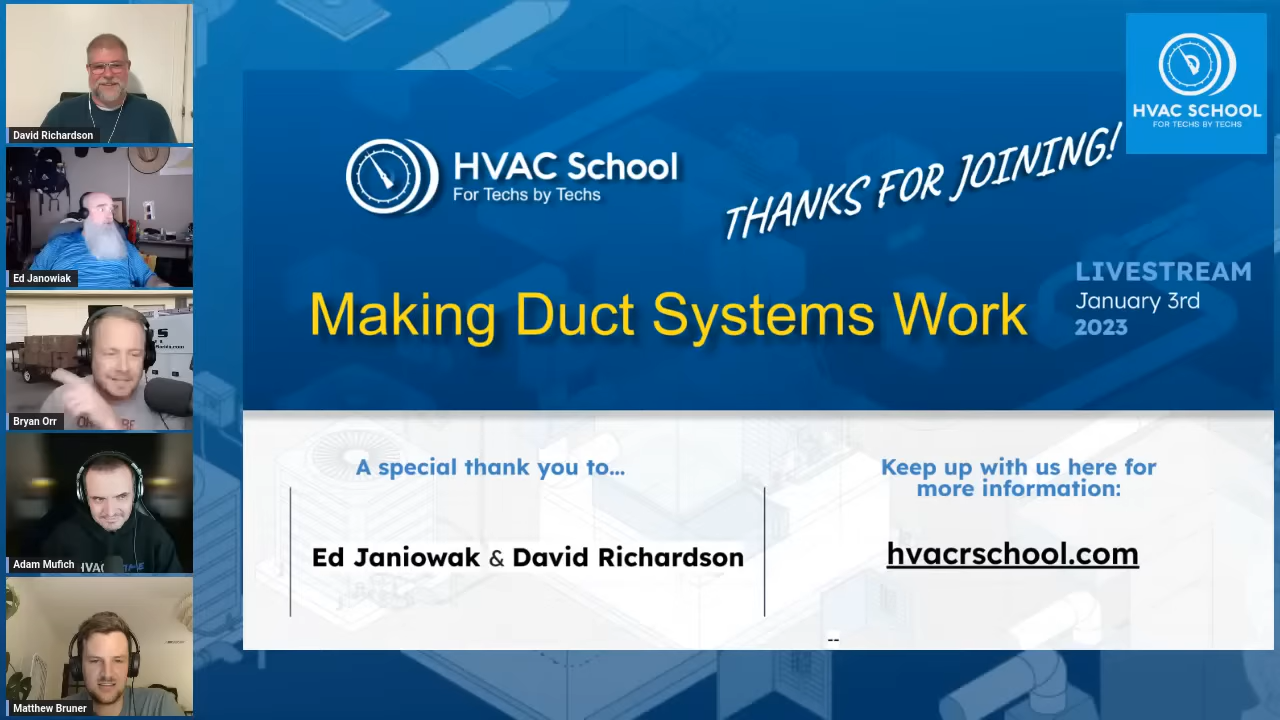 David Richardson
Ed Janowiak
Bryan Orr
Adam Mufich
Matthew Bruner
HVAC SCHOOL
FOR TECHS BY TECHS
HVAC School
For Techs by Techs
THANKS FOR JOINING!
Making Duct Systems Work
LIVESTREAM
January 3rd
2023
A special thank you to...
Ed Janiowak & David Richardson
Keep up with us here for
more information:
hvacrschool.com
--